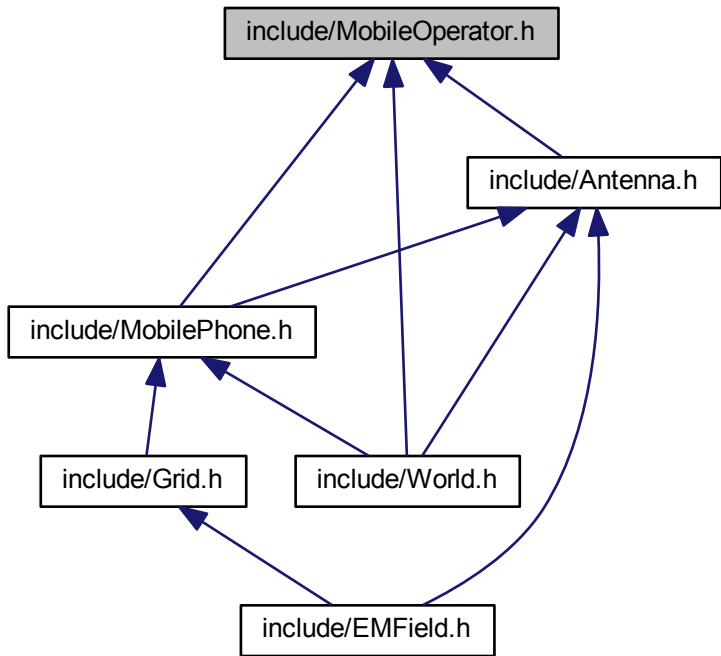 include/MobileOperator.h
include/Antenna.h
include/MobilePhone.h
include/Grid.h
include/World.h
include/EMField.h